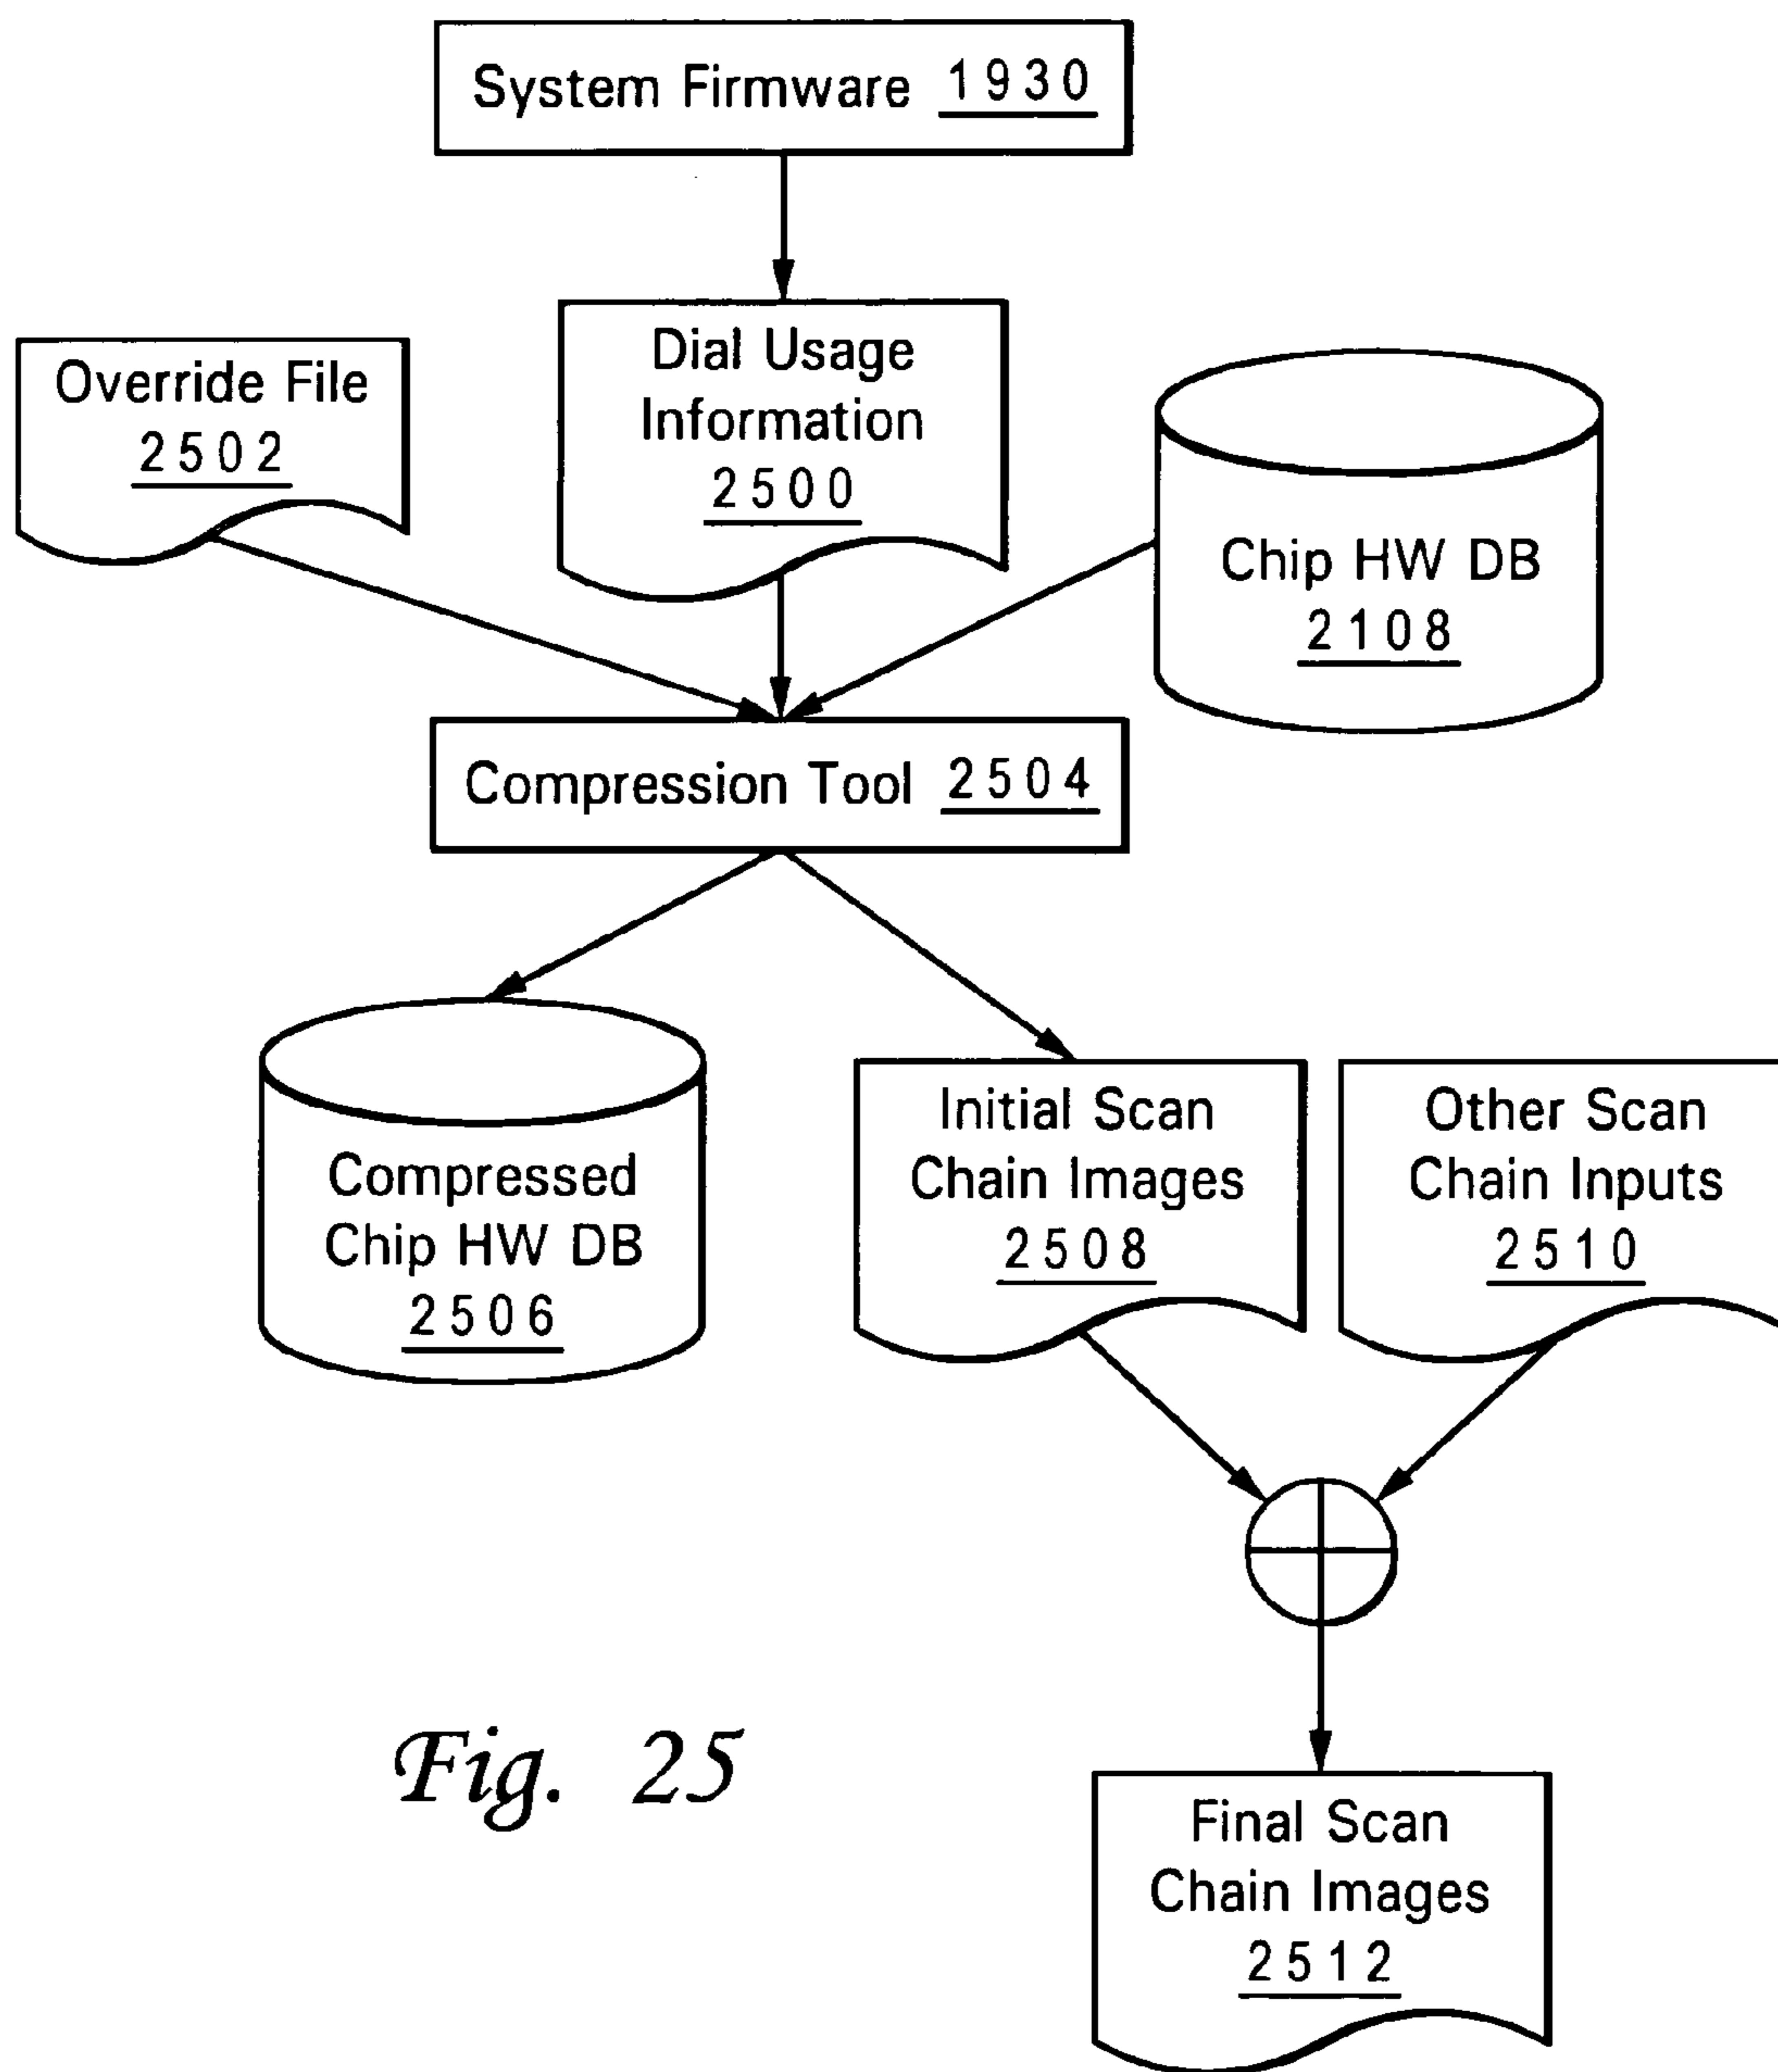 System Firmware 1930
Override File
2502
Dial Usage
Information
2500
Chip HW DB
2108
Compression Tool 2504
Compressed
Chip HW DB
2506
Initial Scan
Chain Images
2508
Other Scan
Chain Inputs
2510
Fig. 25
Final Scan
Chain Images
2512